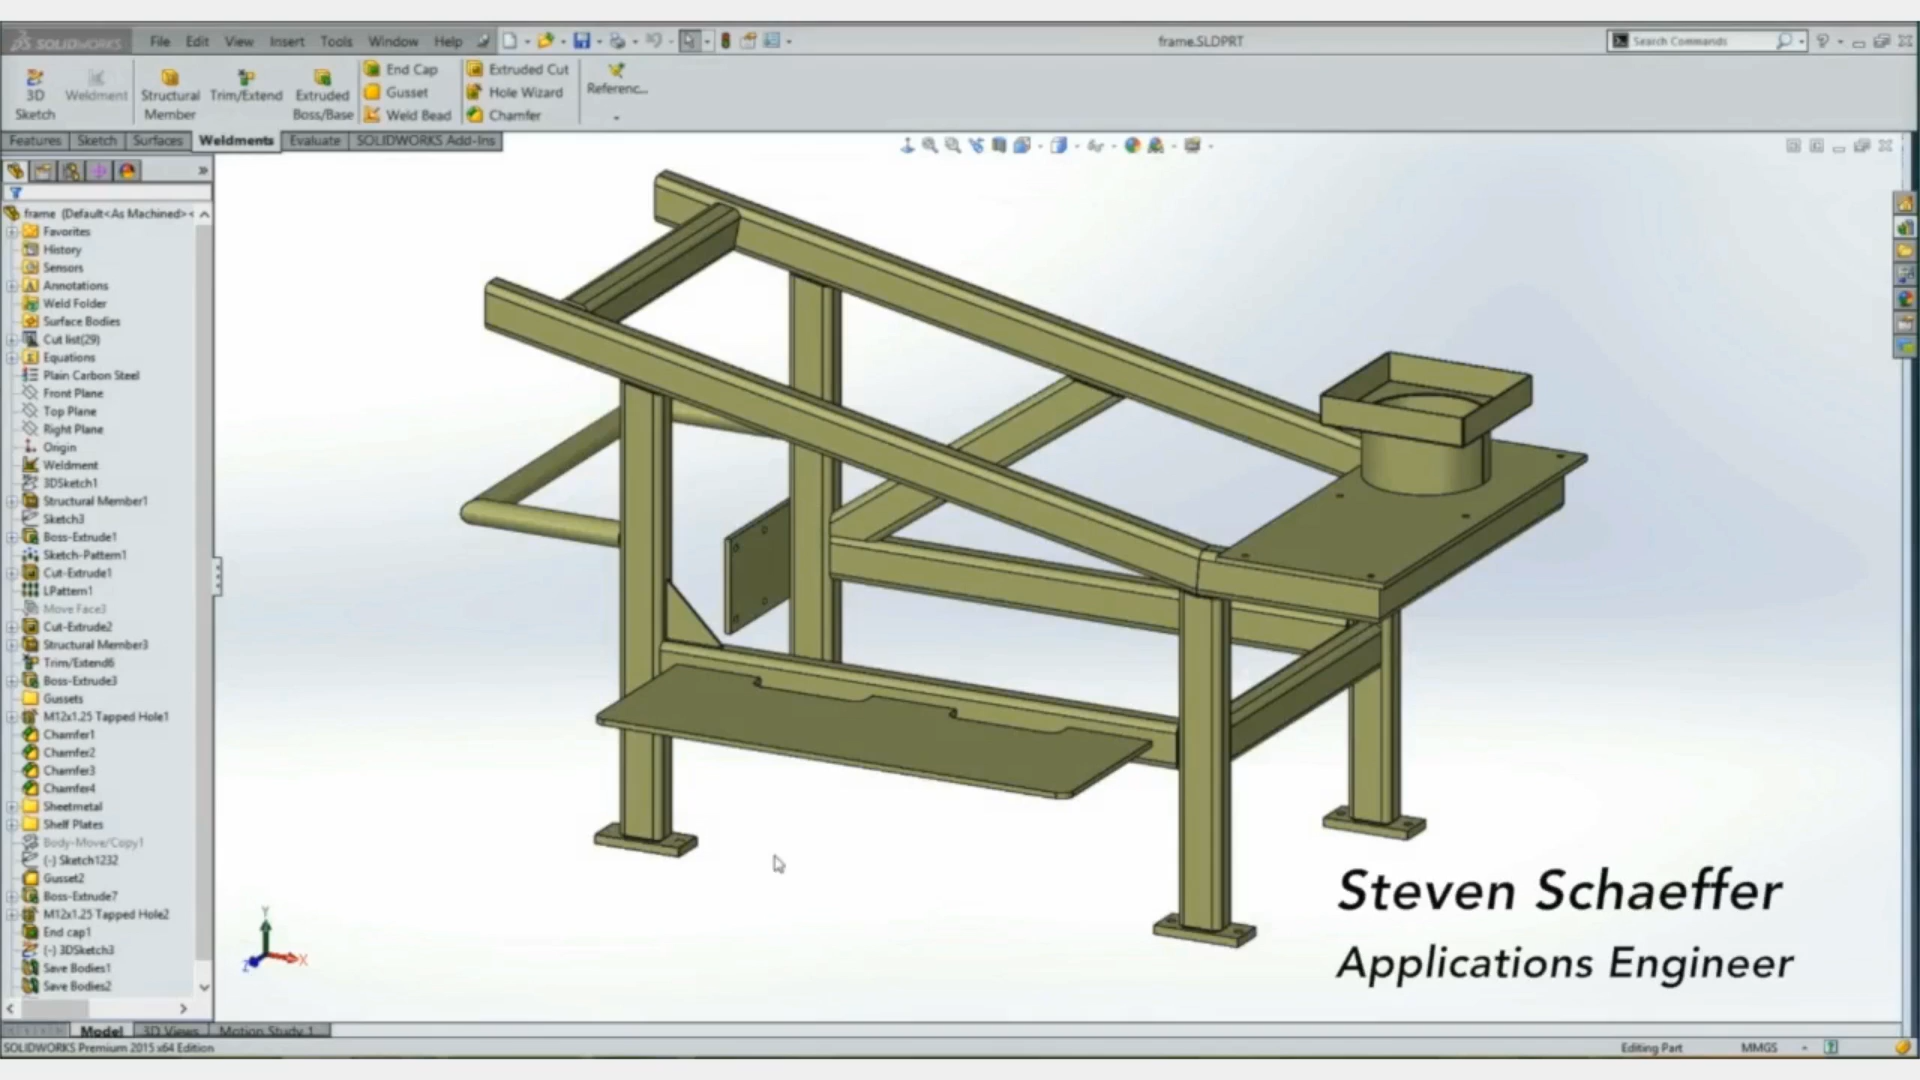 SOLIDWORKS File Edit View Insert Tools Window Help frame.SLDPRT Search Commands
3D Sketch Weldment Structural Member Trim/Extend Extruded Boss/Base End Cap Gusset Weld Bead Extruded Cut Hole Wizard Chamfer Referenc...
Features Sketch Surfaces Weldments Evaluate SOLIDWORKS Add-Ins
frame (Default<As Machined><
Favorites
History
Sensors
Annotations
Weld Folder
Surface Bodies
Cut list(29)
Equations
Plain Carbon Steel
Front Plane
Top Plane
Right Plane
Origin
Weldment
3DSketch1
Structural Member1
Sketch3
Boss-Extrude1
Sketch-Pattern1
Cut-Extrude1
LPattern1
Move Face3
Cut-Extrude2
Structural Member3
Trim/Extend6
Boss-Extrude3
Gussets
M12x1.25 Tapped Hole1
Chamfer1
Chamfer2
Chamfer3
Chamfer4
Sheetmetal
Shelf Plates
Body-Move/Copy1
(-) Sketch1232
Gusset2
Boss-Extrude7
M12x1.25 Tapped Hole2
End cap1
(-) 3DSketch3
Save Bodies1
Save Bodies2
Y
Z X
Steven Schaeffer
Applications Engineer
Model 3D Views Motion Study 1
SOLIDWORKS Premium 2015 x64 Edition Editing Part MMGS